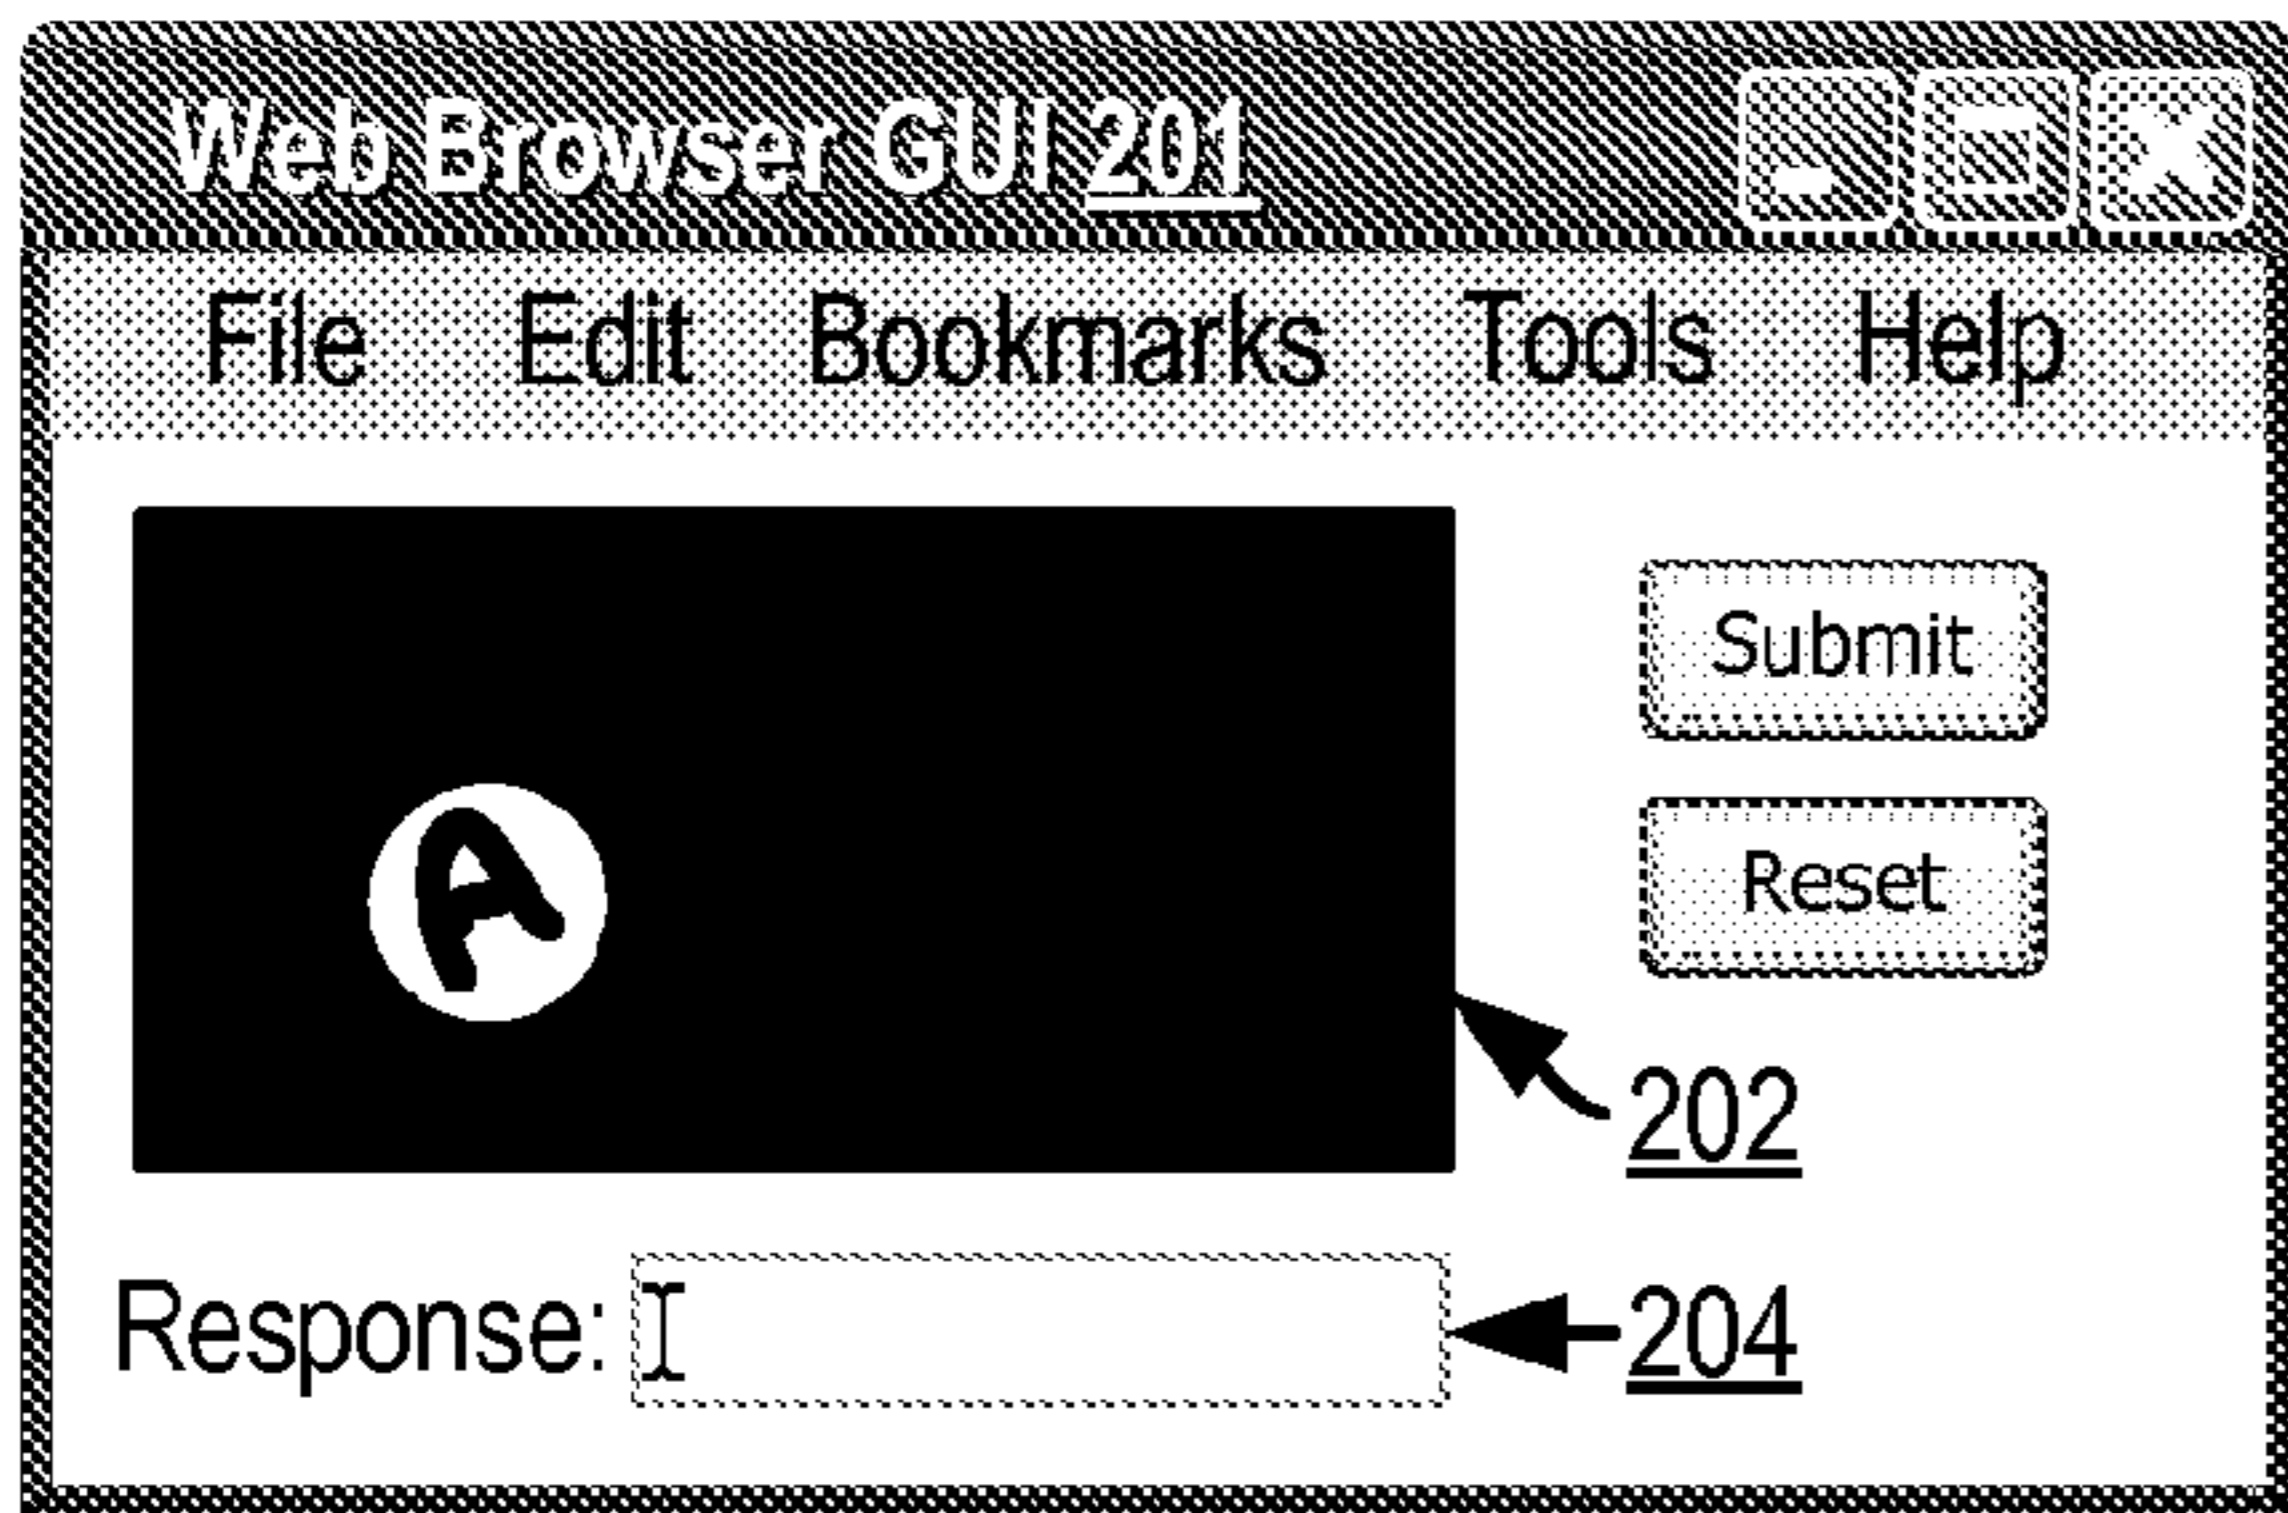 Web Browser GUI 201
File Edit Bookmarks Tools Help
Submit
A
Reset
202
Response: 204